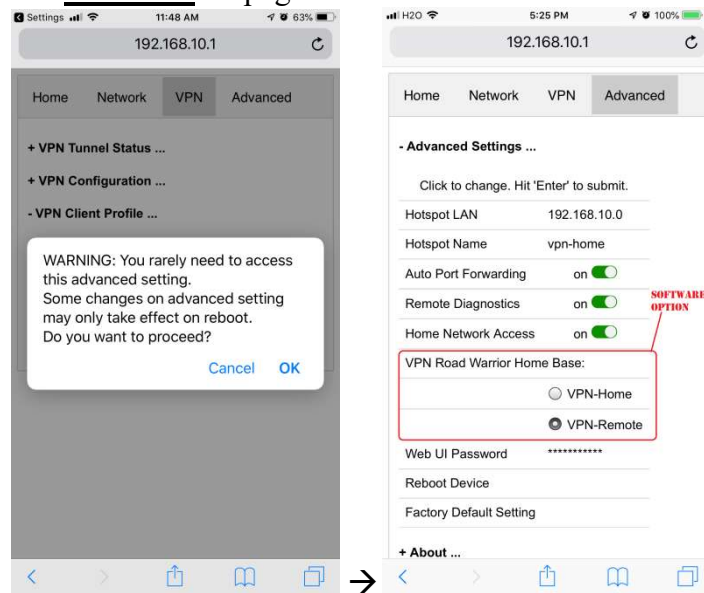 Settings 11:48 AM 63%
192.168.10.1
Home Network VPN Advanced
+ VPN Tunnel Status ...
+ VPN Configuration ...
- VPN Client Profile ...
WARNING: You rarely need to access
this advanced setting.
Some changes on advanced setting
may only take effect on reboot.
Do you want to proceed?
Cancel OK
→
H2O 5:25 PM 100%
192.168.10.1
Home Network VPN Advanced
- Advanced Settings ...
Click to change. Hit 'Enter' to submit.
Hotspot LAN 192.168.10.0
Hotspot Name vpn-home
Auto Port Forwarding on
Remote Diagnostics on
SOFTWARE
OPTION
Home Network Access on
VPN Road Warrior Home Base:
VPN-Home
VPN-Remote
Web UI Password ***********
Reboot Device
Factory Default Setting
+ About ...